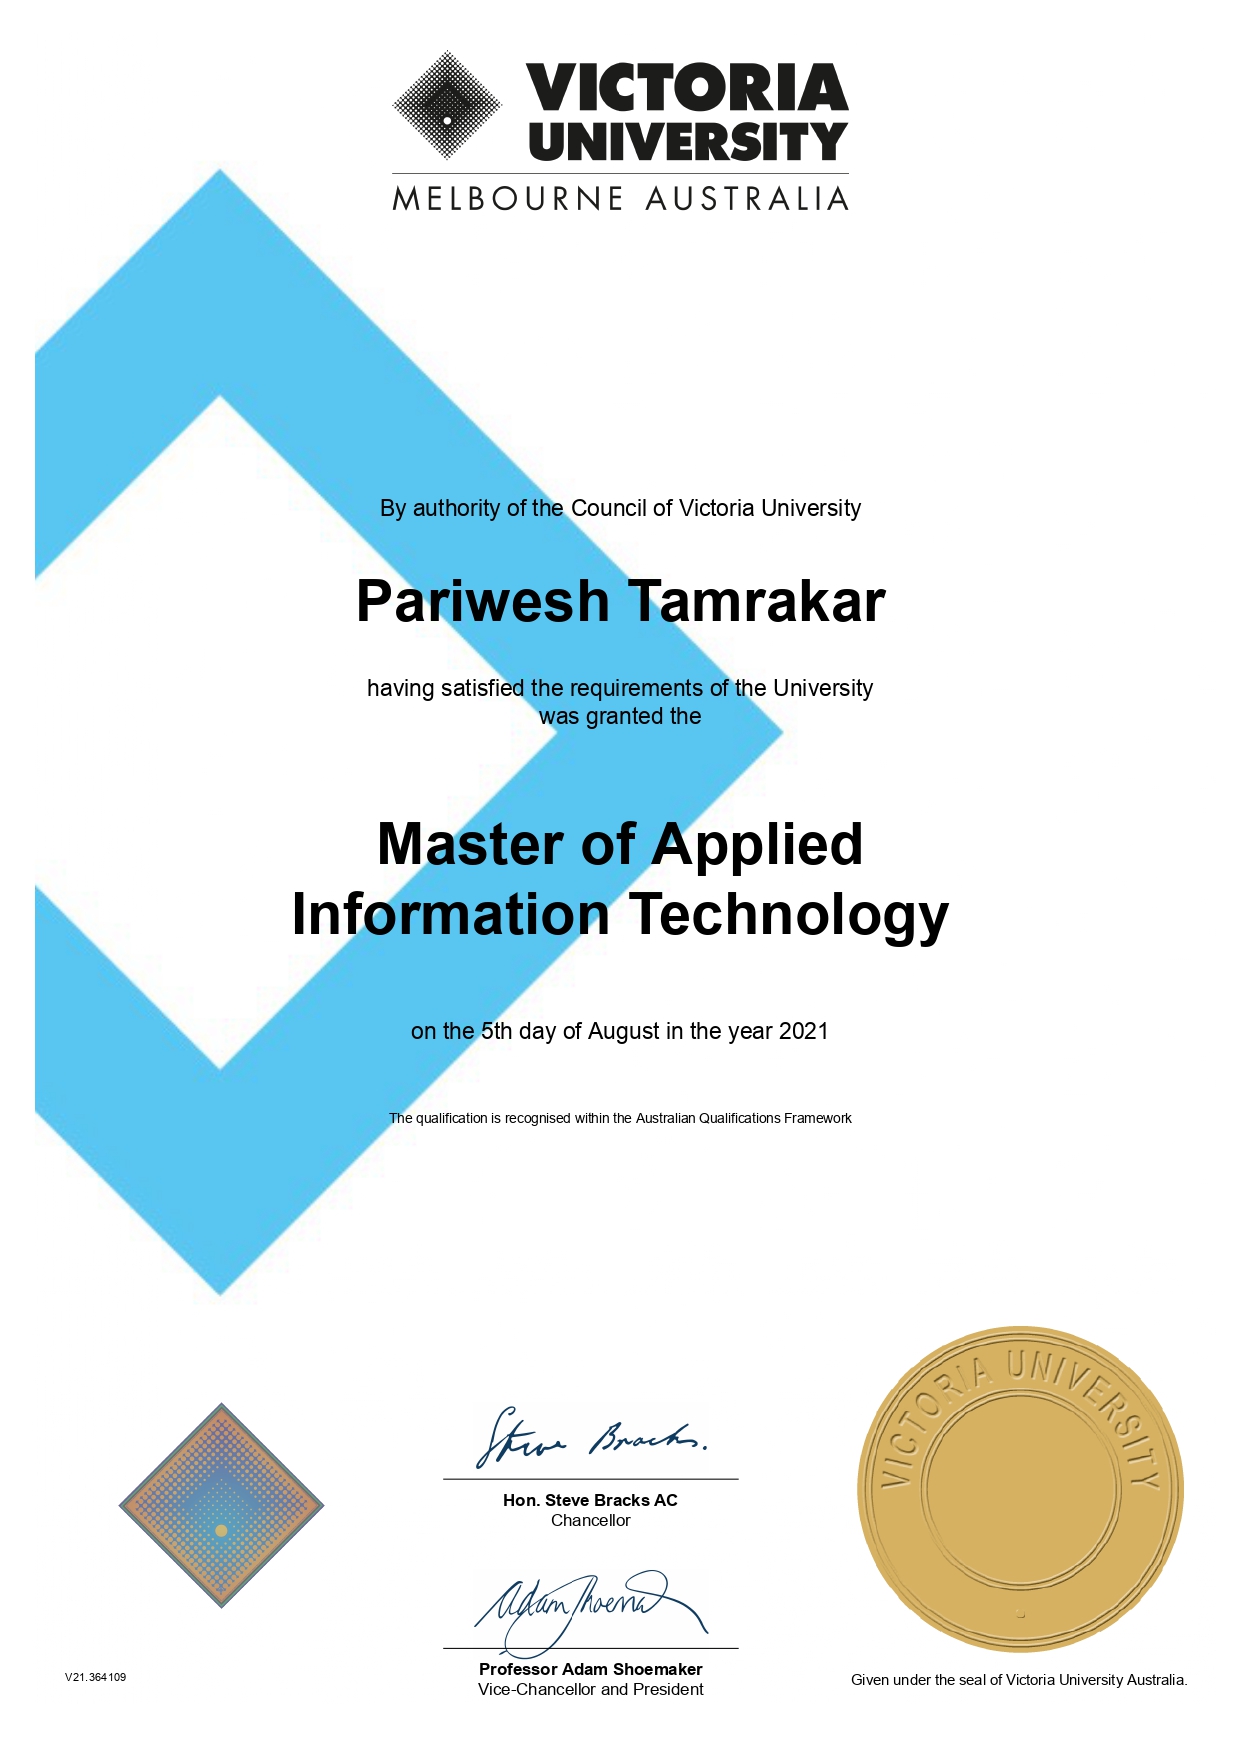 VICTORIA
UNIVERSITY
MELBOURNE AUSTRALIA
By authority of the Council of Victoria University
Pariwesh Tamrakar
having satisfied the requirements of the University
was granted the
Master of Applied
Information Technology
on the 5th day of August in the year 2021
The qualification is recognised within the Australian Qualifications Framework
VICTORIA UNIVERSITY
Steve Bracks.
Hon. Steve Bracks AC
Chancellor
Adam Shoemaker
Professor Adam Shoemaker
Vice-Chancellor and President
V21.364109
Given under the seal of Victoria University Australia.